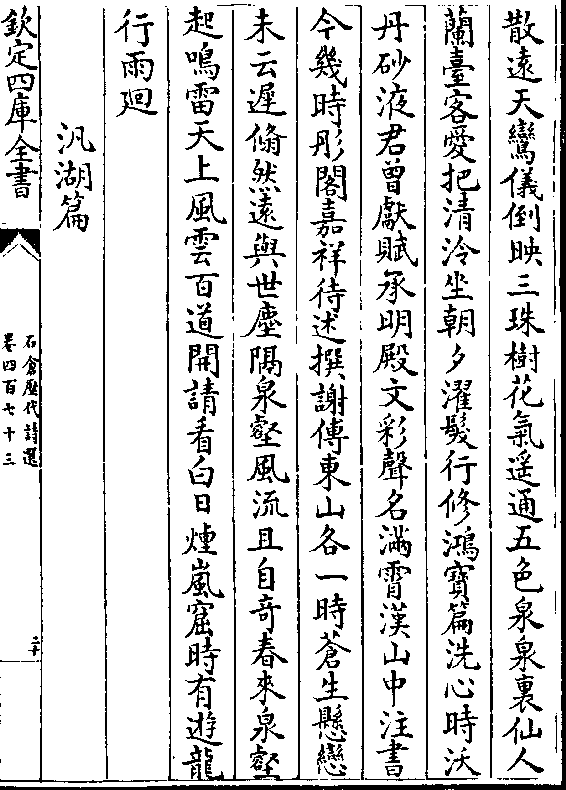 散遠天鸞儀倒映三珠樹花氣遥通五色泉泉裏仙人
蘭臺客愛把清泠坐朝夕濯髮行修鴻寳篇洗心時沃
丹砂液君曽獻賦承明殿文彩聲名滿霄漢山中注書
今幾時彤閣嘉祥待述撰謝傅東山各一時蒼生懸戀
未云遲翛然遠與世塵隔泉壑風流且自奇春來泉壑
起鳴雷天上風雲百道開請看白日煙嵐窟時有遊龍
行雨廻
汎湖篇
欽定四庫全書
石倉歴代詩選
卷四百七十三
二十